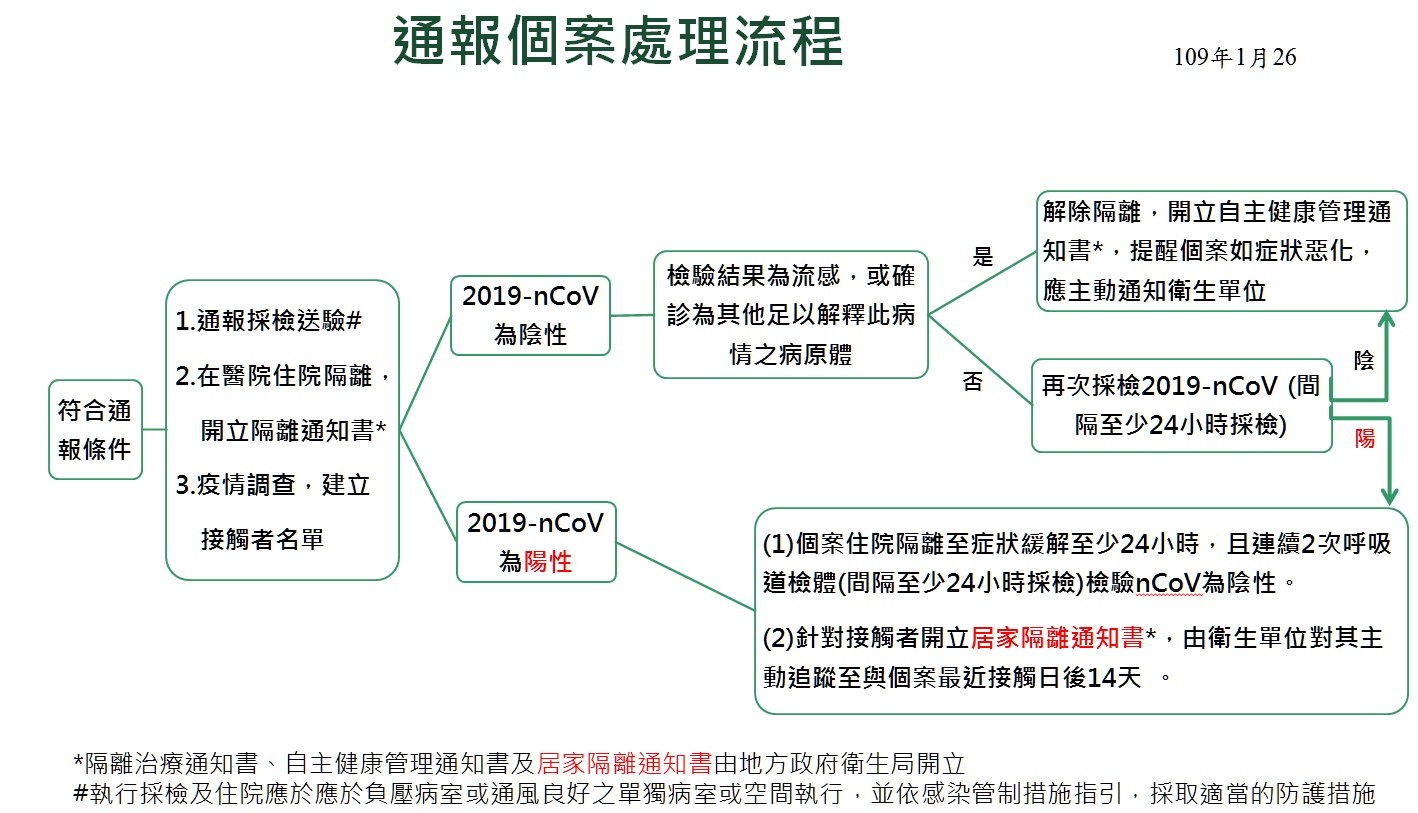 通報個案處理流程
109年1月26
符合通
報條件
1.通報採檢送驗#
2.在醫院住院隔離，
開立隔離通知書*
3.疫情調查，建立
接觸者名單
2019-nCoV
為陰性
檢驗結果為流感，或確
診為其他足以解釋此病
情之病原體
是
解除隔離，開立自主健康管理通
知書*，提醒個案如症狀惡化，
應主動通知衛生單位
否
再次採檢2019-nCoV (間
隔至少24小時採檢)
陰
陽
2019-nCoV
為陽性
(1)個案住院隔離至症狀緩解至少24小時，且連續2次呼吸
道檢體(間隔至少24小時採檢)檢驗nCoV為陰性。
(2)針對接觸者開立居家隔離通知書*，由衛生單位對其主
動追蹤至與個案最近接觸日後14天 。
*隔離治療通知書、自主健康管理通知書及居家隔離通知書由地方政府衛生局開立
#執行採檢及住院應於應於負壓病室或通風良好之單獨病室或空間執行，並依感染管制措施指引，採取適當的防護措施